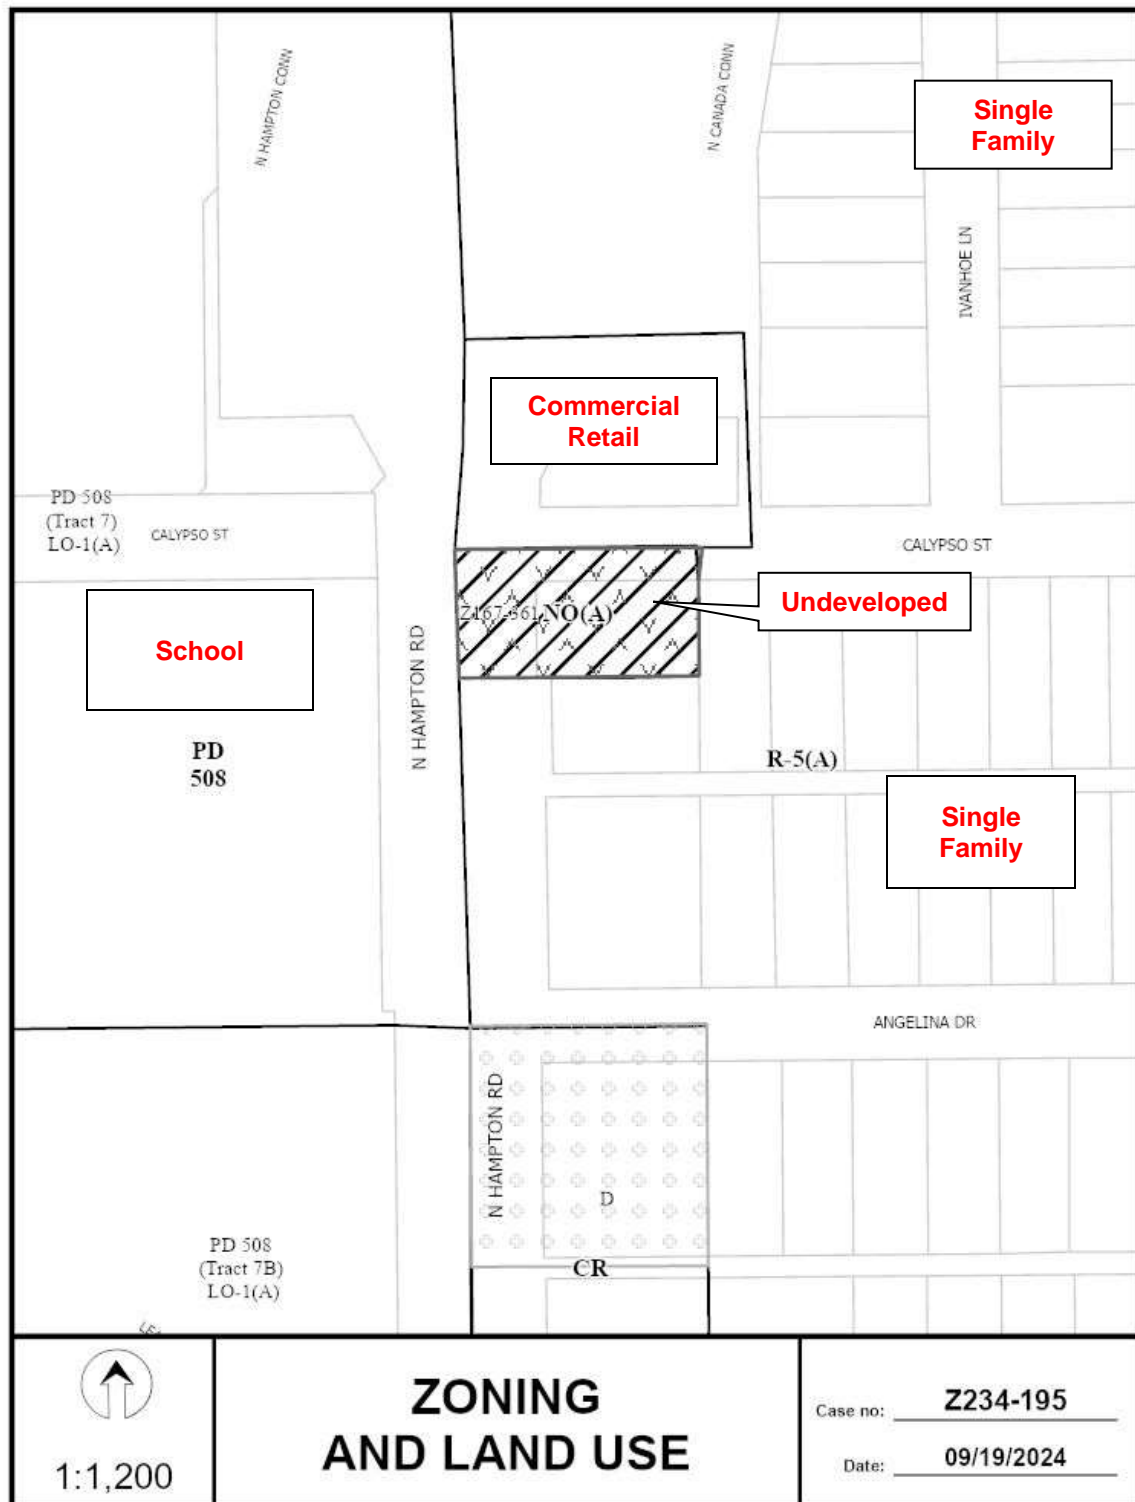 N HAMPTON CONN
N CANADA CONN
Single
Family
IVANHOE LN
Commercial
Retail
PD 508
(Tract 7)
LO-1(A)
CALYPSO ST
CALYPSO ST
Undeveloped
Z167-361
NO(A)
School
N HAMPTON RD
PD
508
R-5(A)
Single
Family
ANGELINA DR
N HAMPTON RD
D
PD 508
(Tract 7B)
LO-1(A)
CR
1:1,200
ZONING
AND LAND USE
Case no: Z234-195
Date: 09/19/2024